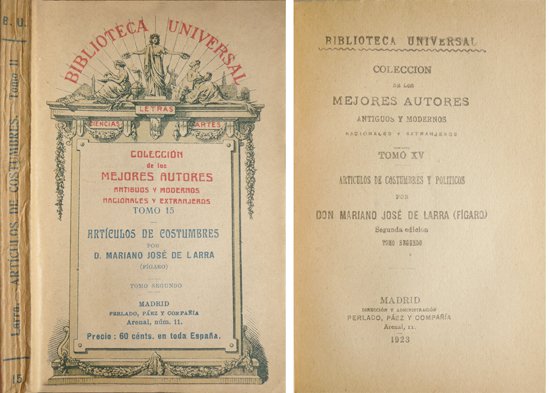 B. U.
Larra. - ARTÍCULOS DE COSTUMBRES. - Tomo II
15
BIBLIOTECA UNIVERSAL
LETRAS
CIENCIAS
ARTES
COLECCIÓN
de los
MEJORES AUTORES
ANTIGUOS Y MODERNOS
NACIONALES Y EXTRANJEROS
TOMO 15
ARTÍCULOS DE COSTUMBRES
POR
D. MARIANO JOSÉ DE LARRA
(FÍGARO)
TOMO SEGUNDO
MADRID
PERLADO, PÁEZ Y COMPAÑÍA
Arenal, núm. 11.
Precio: 60 cénts. en toda España.
BIBLIOTECA UNIVERSAL
COLECCION
DE LOS
MEJORES AUTORES
ANTIGUOS Y MODERNOS
NACIONALES Y EXTRANJEROS
TOMO XV
ARTICULOS DE COSTUMBRES Y POLITICOS
POR
DON MARIANO JOSÉ DE LARRA (FÍGARO)
Segunda edicion
TOMO SEGUNDO
MADRID
DIRECCIÓN Y ADMINISTRACIÓN
PERLADO, PÁEZ Y COMPAÑÍA
Arenal, 11.
1923